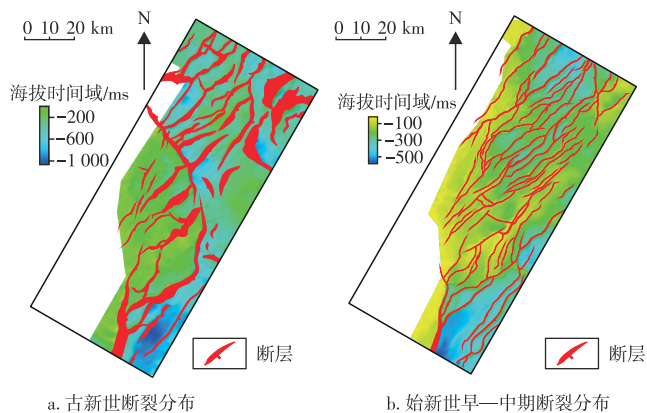 0 10 20 km
N
海拔时间域/ms
-200
-600
-1 000
断层
a. 古新世断裂分布
0 10 20 km
N
海拔时间域/ms
-100
-300
-500
断层
b. 始新世早—中期断裂分布